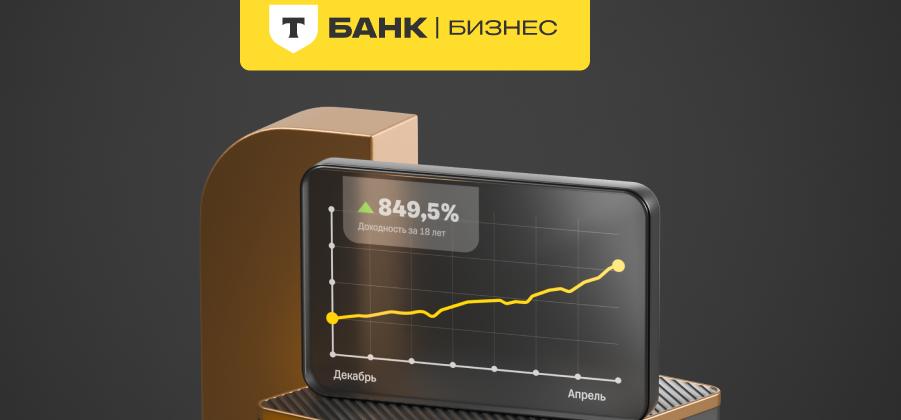 Т БАНК | БИЗНЕС
849,5%
Доходность за 18 лет
Декабрь
Апрель